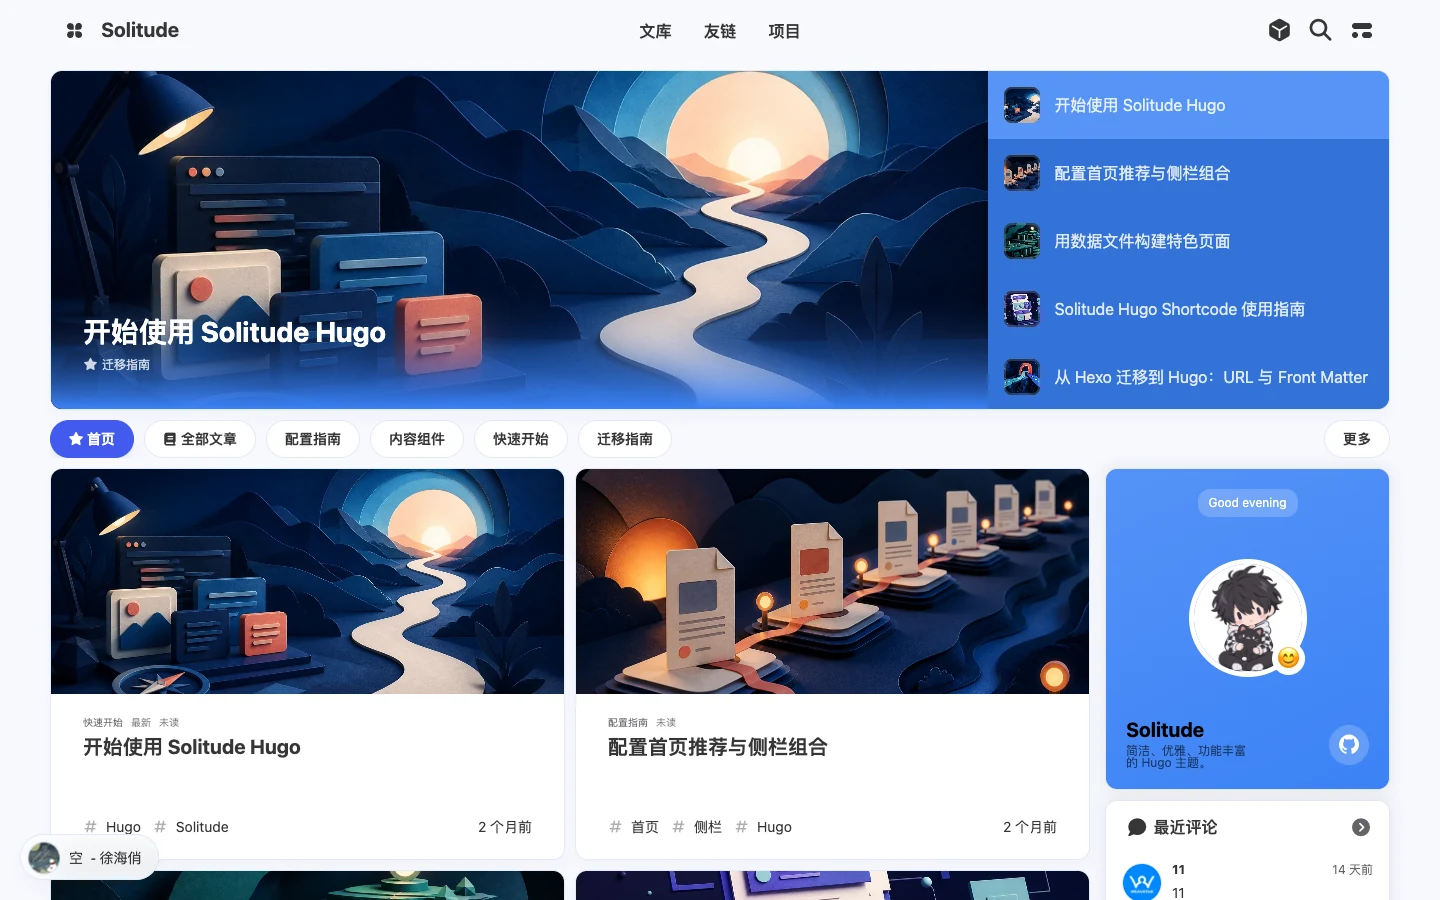 Solitude
文库
友链
项目
开始使用 Solitude Hugo
迁移指南
开始使用 Solitude Hugo
配置首页推荐与侧栏组合
用数据文件构建特色页面
Solitude Hugo Shortcode 使用指南
从 Hexo 迁移到 Hugo：URL 与 Front Matter
首页
全部文章
配置指南
内容组件
快速开始
迁移指南
更多
快速开始 最新 未读
开始使用 Solitude Hugo
# Hugo # Solitude
2 个月前
配置指南 未读
配置首页推荐与侧栏组合
# 首页 # 侧栏 # Hugo
2 个月前
Good evening
Solitude
简洁、优雅、功能丰富
的 Hugo 主题。
最近评论
11
14 天前
11
空 - 徐海俏